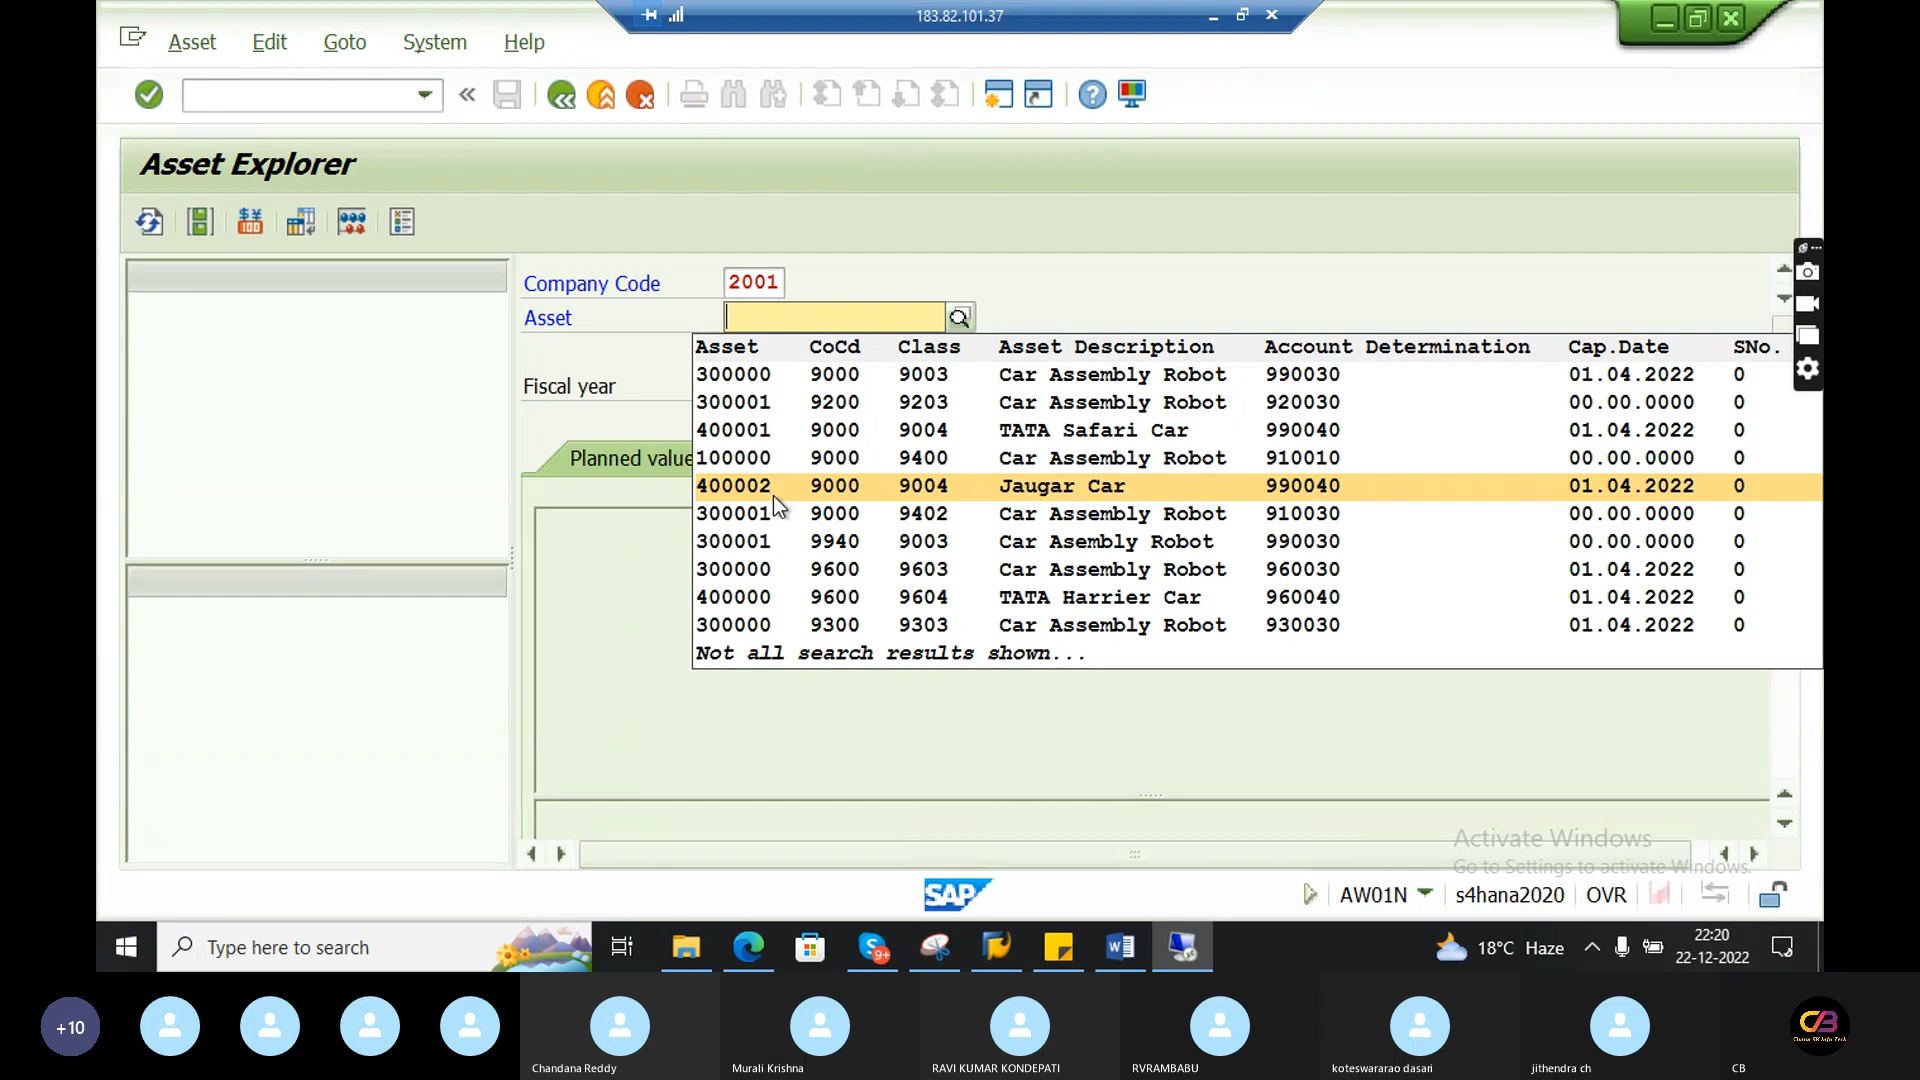 183.82.101.37
Asset Edit Goto System Help
Asset Explorer
Company Code 2001
Asset
Fiscal year
Planned value
Asset CoCd Class Asset Description Account Determination Cap.Date SNo.
300000 9000 9003 Car Assembly Robot 990030 01.04.2022 0
300001 9200 9203 Car Assembly Robot 920030 00.00.0000 0
400001 9000 9004 TATA Safari Car 990040 01.04.2022 0
100000 9000 9400 Car Assembly Robot 910010 00.00.0000 0
400002 9000 9004 Jaugar Car 990040 01.04.2022 0
300001 9000 9402 Car Assembly Robot 910030 00.00.0000 0
300001 9940 9003 Car Asembly Robot 990030 00.00.0000 0
300000 9600 9603 Car Assembly Robot 960030 01.04.2022 0
400000 9600 9604 TATA Harrier Car 960040 01.04.2022 0
300000 9300 9303 Car Assembly Robot 930030 01.04.2022 0
Not all search results shown...
Activate Windows
Go to Settings to activate Windows.
SAP
AW01N s4hana2020 OVR
Type here to search
9+
18°C Haze
22:20
22-12-2022
+10
Chandana Reddy
Murali Krishna
RAVI KUMAR KONDEPATI
RVRAMBABU
koteswararao dasari
jithendra ch
CB